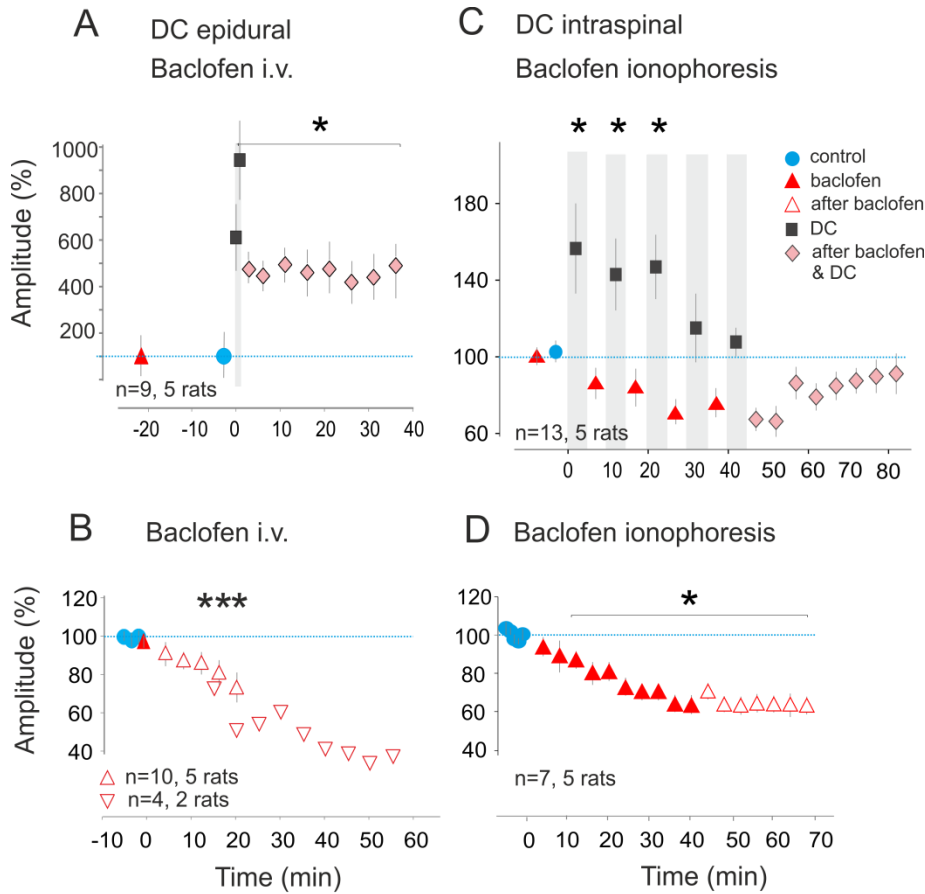 A
DC epidural
Baclofen i.v.
*
1000
800
600
400
200
Amplitude (%)
n=9, 5 rats
-20 -10 0 10 20 30 40
C
DC intraspinal
Baclofen ionophoresis
* * *
control
baclofen
after baclofen
DC
after baclofen
& DC
180
140
100
60
n=13, 5 rats
0 10 20 30 40 50 60 70 80
B
Baclofen i.v.
***
120
100
80
60
40
Amplitude (%)
n=10, 5 rats
n=4, 2 rats
-10 0 10 20 30 40 50 60
Time (min)
D
Baclofen ionophoresis
*
120
100
80
60
40
n=7, 5 rats
0 10 20 30 40 50 60 70
Time (min)